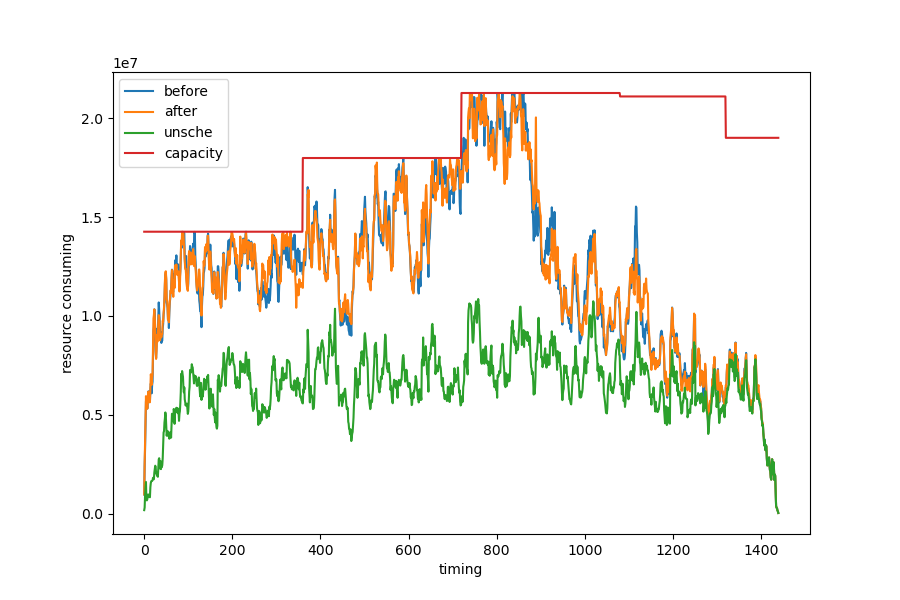 1e7
before
after
unsche
capacity
2.0
1.5
1.0
0.5
0.0
resource consuming
0 200 400 600 800 1000 1200 1400
timing